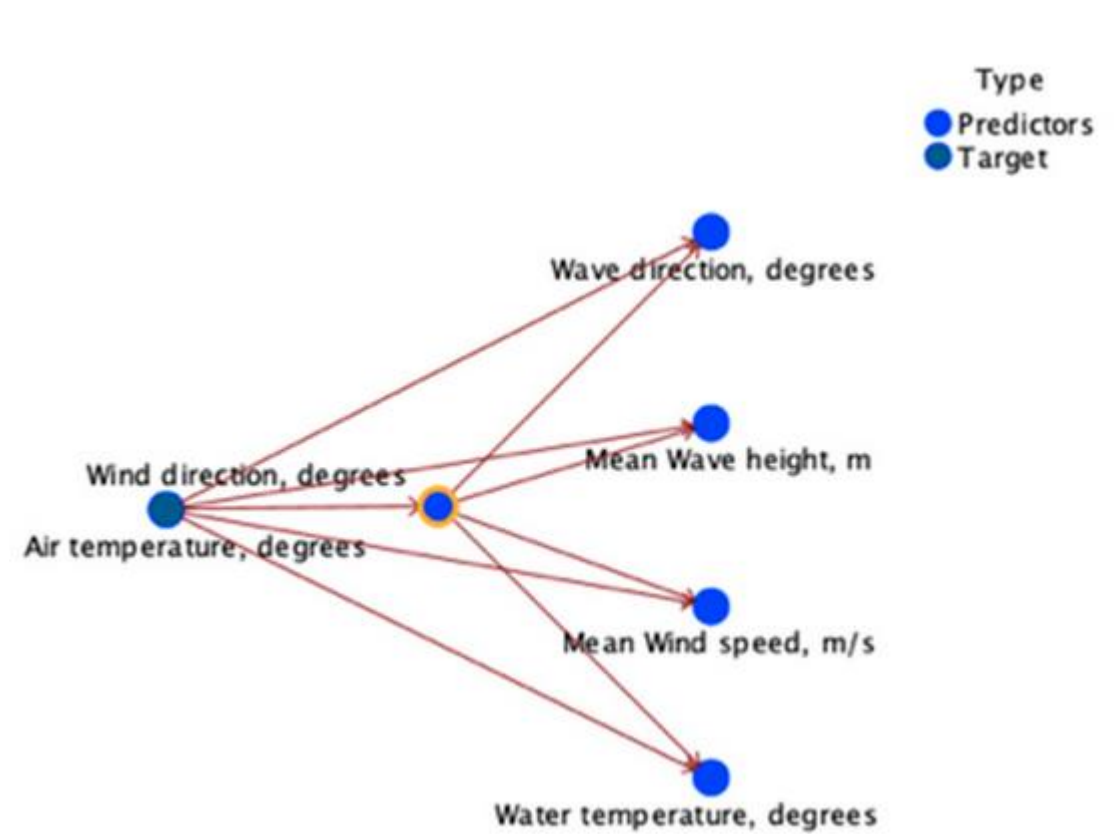 Type
Predictors
Target
Wave direction, degrees
Mean Wave height, m
Wind direction, degrees
Air temperature, degrees
Mean Wind speed, m/s
Water temperature, degrees